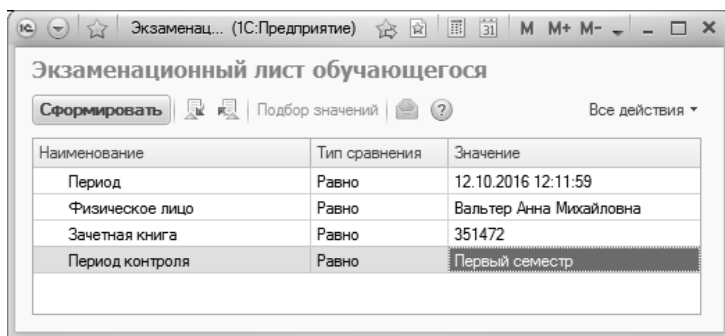 1С Экзаменац... (1С:Предприятие) 31 M M+ M-
Экзаменационный лист обучающегося
Сформировать Подбор значений ? Все действия
Наименование Тип сравнения Значение
Период Равно 12.10.2016 12:11:59
Физическое лицо Равно Вальтер Анна Михайловна
Зачетная книга Равно 351472
Период контроля Равно Первый семестр